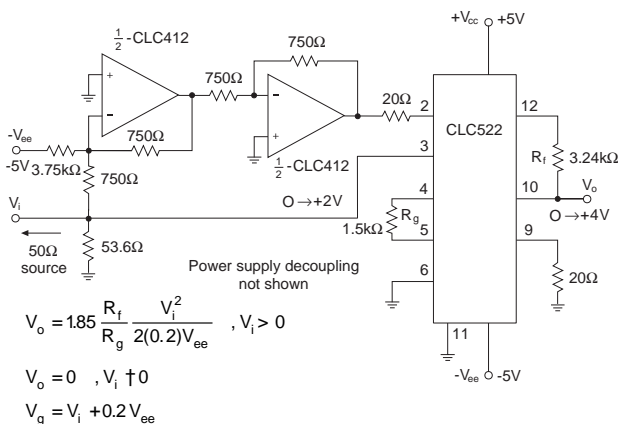 +Vcc +5V
½-CLC412
750Ω
750Ω
750Ω
-Vee
-5V
3.75kΩ
½-CLC412
20Ω
2
CLC522
12
3
Rf 3.24kΩ
750Ω
Vi
O→+2V
4
Rg
1.5kΩ
5
10
Vo
O→+4V
9
50Ω
source
53.6Ω
6
20Ω
Power supply decoupling
not shown
11
-Vee -5V
Vo = 1.85 Rf/Rg Vi²/2(0.2)Vee , Vi > 0
Vo = 0 , Vi † 0
Vg = Vi + 0.2 Vee